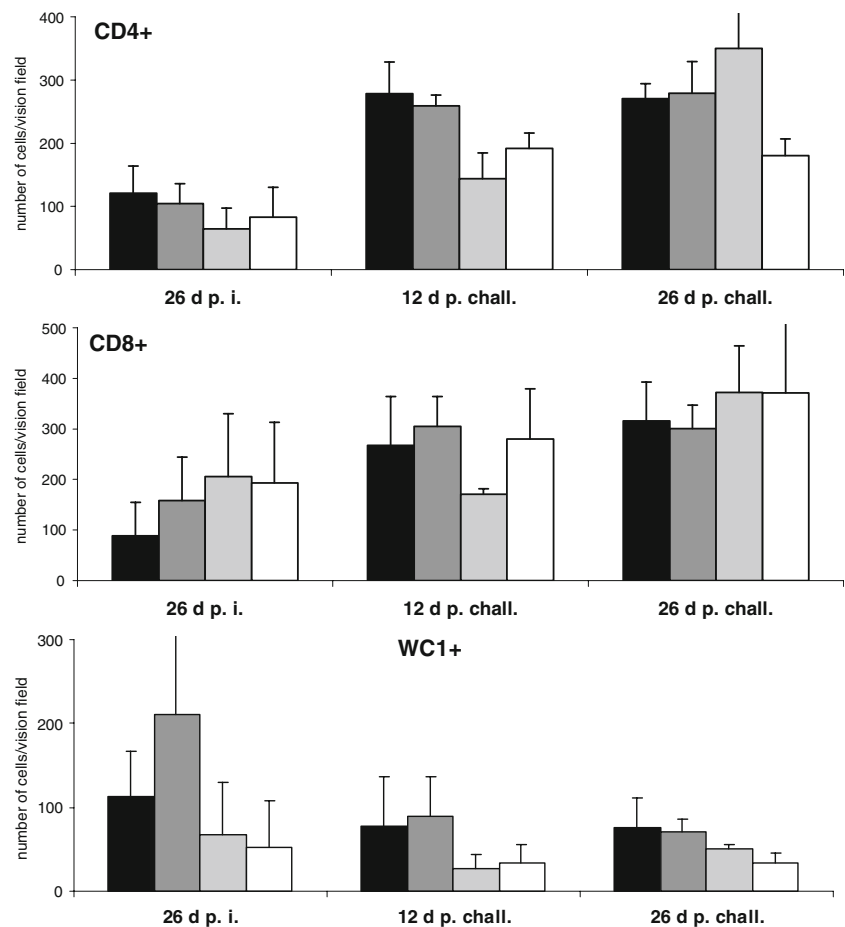 CD4+
number of cells/vision field
400
300
200
100
0
26 d p. i. 12 d p. chall. 26 d p. chall.
CD8+
number of cells/vision field
500
400
300
200
100
0
26 d p. i. 12 d p. chall. 26 d p. chall.
WC1+
number of cells/vision field
300
200
100
0
26 d p. i. 12 d p. chall. 26 d p. chall.